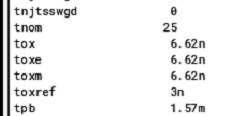 tnjtsswgd 0
tnom 25
tox 6.62n
toxe 6.62n
toxm 6.62n
toxref 3n
tpb 1.57m